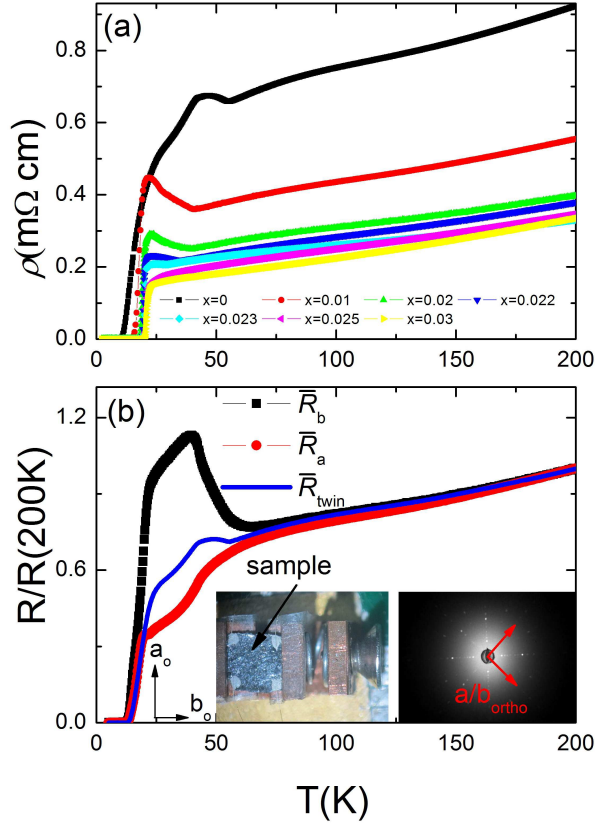 (a)
0.8
0.6
0.4
0.2
0.0
ρ(mΩ cm)
x=0 x=0.01 x=0.02 x=0.022
x=0.023 x=0.025 x=0.03
0 50 100 150 200
(b)
R̅b
R̅a
R̅twin
1.2
0.6
0.0
R/R(200K)
sample
ao
bo
a/bortho
0 50 100 150 200
T(K)